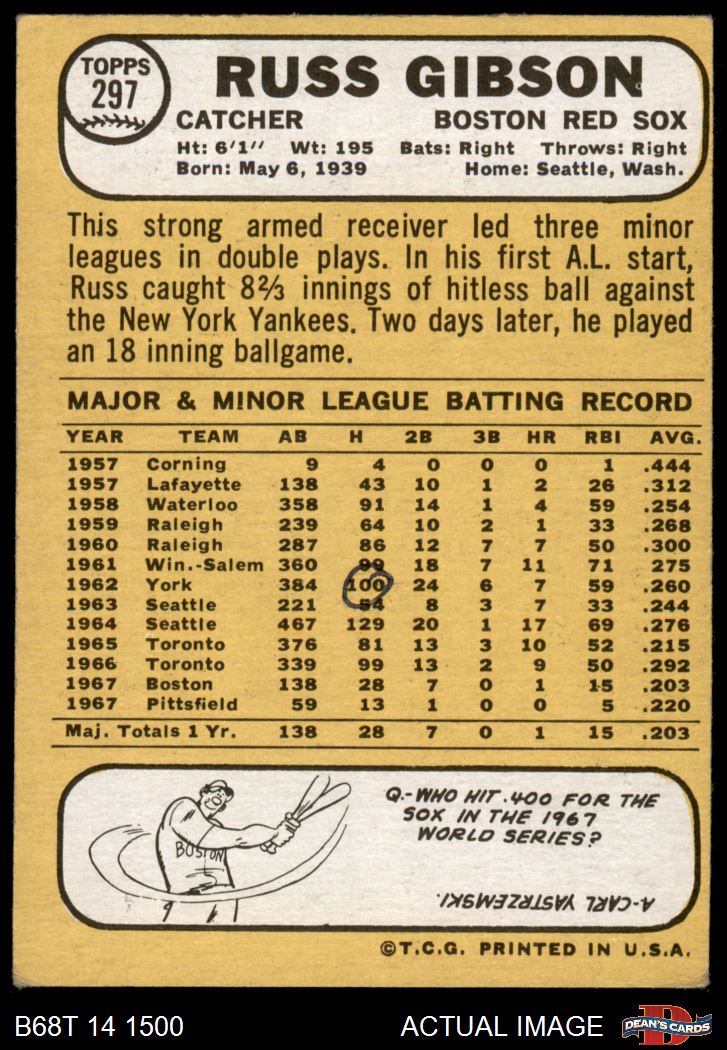 TOPPS
297
RUSS GIBSON
CATCHER BOSTON RED SOX
Ht: 6'1" Wt: 195 Bats: Right Throws: Right
Born: May 6, 1939 Home: Seattle, Wash.
This strong armed receiver led three minor
leagues in double plays. In his first A.L. start,
Russ caught 8⅔ innings of hitless ball against
the New York Yankees. Two days later, he played
an 18 inning ballgame.
MAJOR & MINOR LEAGUE BATTING RECORD
YEAR TEAM AB H 2B 3B HR RBI AVG.
1957 Corning 9 4 0 0 0 1 .444
1957 Lafayette 138 43 10 1 2 26 .312
1958 Waterloo 358 91 14 1 4 59 .254
1959 Raleigh 239 64 10 2 1 33 .268
1960 Raleigh 287 86 12 7 7 50 .300
1961 Win.-Salem 360 99 18 7 11 71 275
1962 York 384 100 24 6 7 59 .260
1963 Seattle 221 54 8 3 7 33 .244
1964 Seattle 467 129 20 1 17 69 .276
1965 Toronto 376 81 13 3 10 52 .215
1966 Toronto 339 99 13 2 9 50 .292
1967 Boston 138 28 7 0 1 15 .203
1967 Pittsfield 59 13 1 0 0 5 .220
Maj. Totals 1 Yr. 138 28 7 0 1 15 .203
BOSTON
Q.-WHO HIT .400 FOR THE
SOX IN THE 1967
WORLD SERIES?
A-CARL YASTRZEMSKI.
©T.C.G. PRINTED IN U.S.A.
B68T 14 1500 ACTUAL IMAGE
D
DEAN'S CARDS